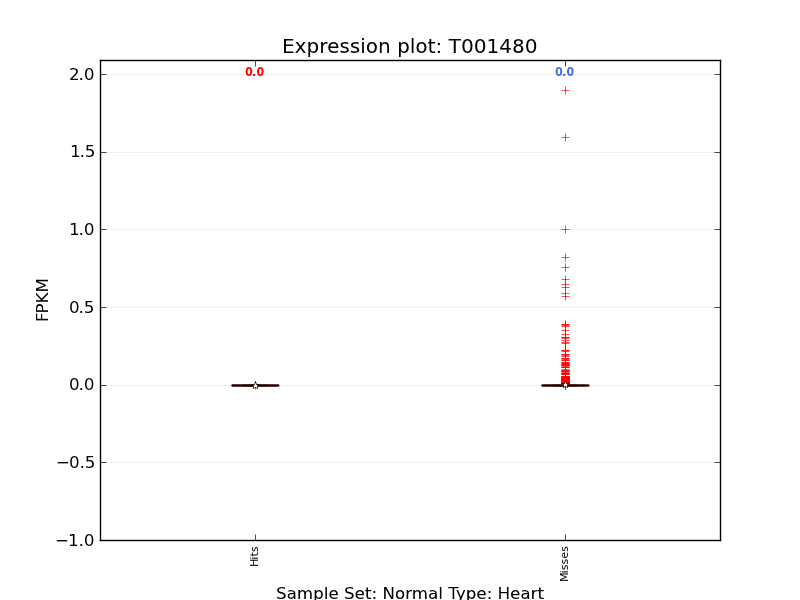 Expression plot: T001480
0.0 0.0
2.0
1.5
1.0
0.5
0.0
−0.5
−1.0
FPKM
Hits
Misses
Sample Set: Normal Type: Heart